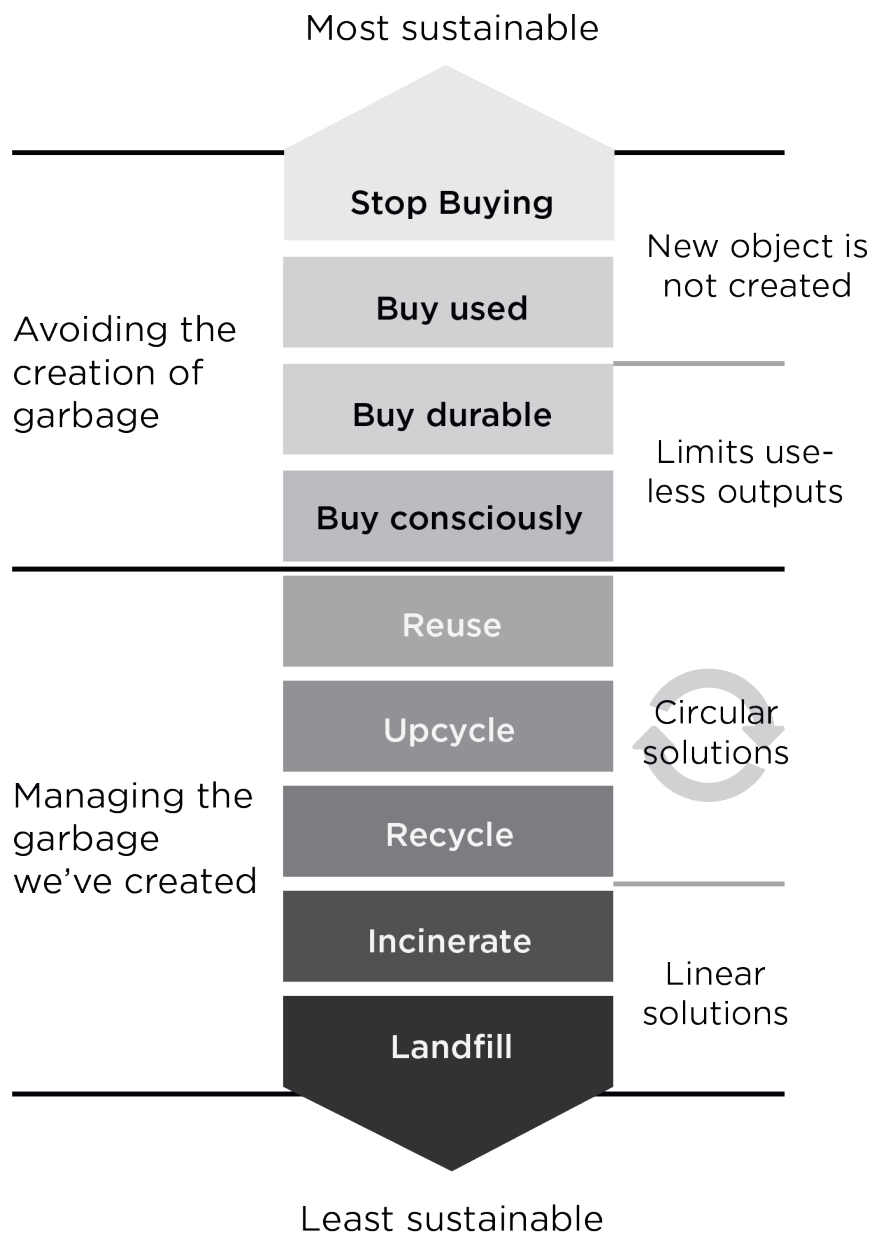 Most sustainable
Stop Buying
New object is
not created
Buy used
Avoiding the
creation of
garbage
Buy durable
Limits use-
less outputs
Buy consciously
Reuse
Upcycle
Circular
solutions
Managing the
garbage
we’ve created
Recycle
Incinerate
Linear
solutions
Landfill
Least sustainable